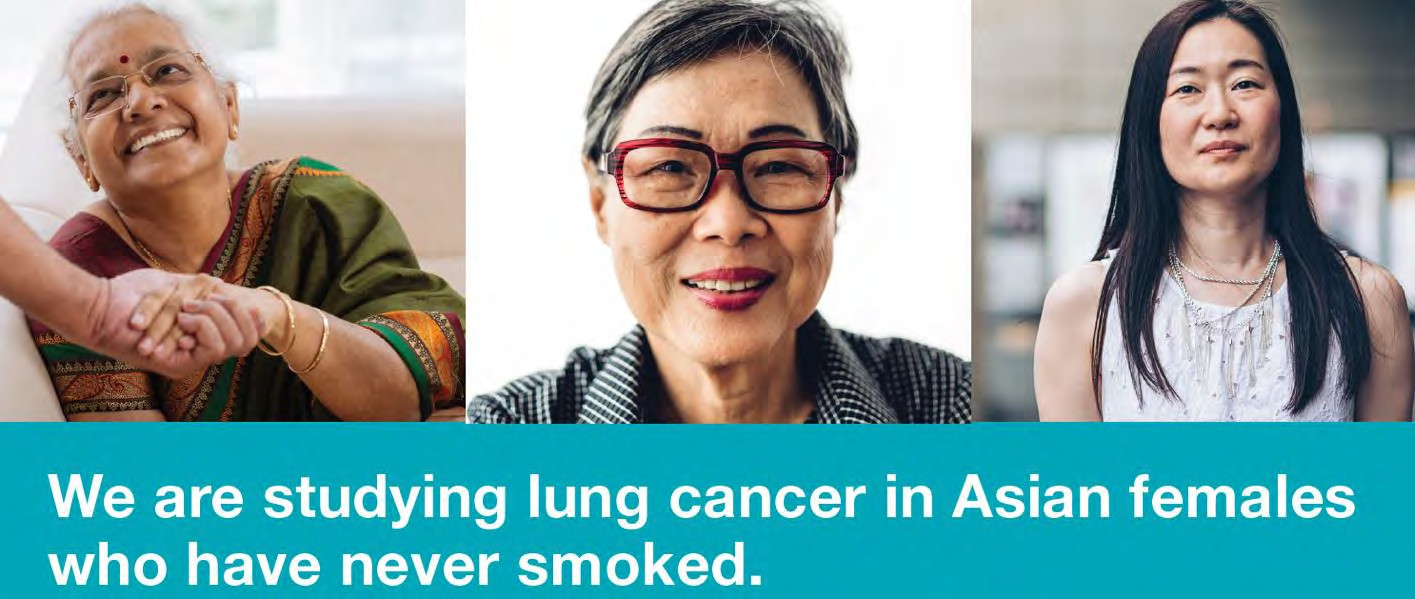 We are studying lung cancer in Asian females
who have never smoked.